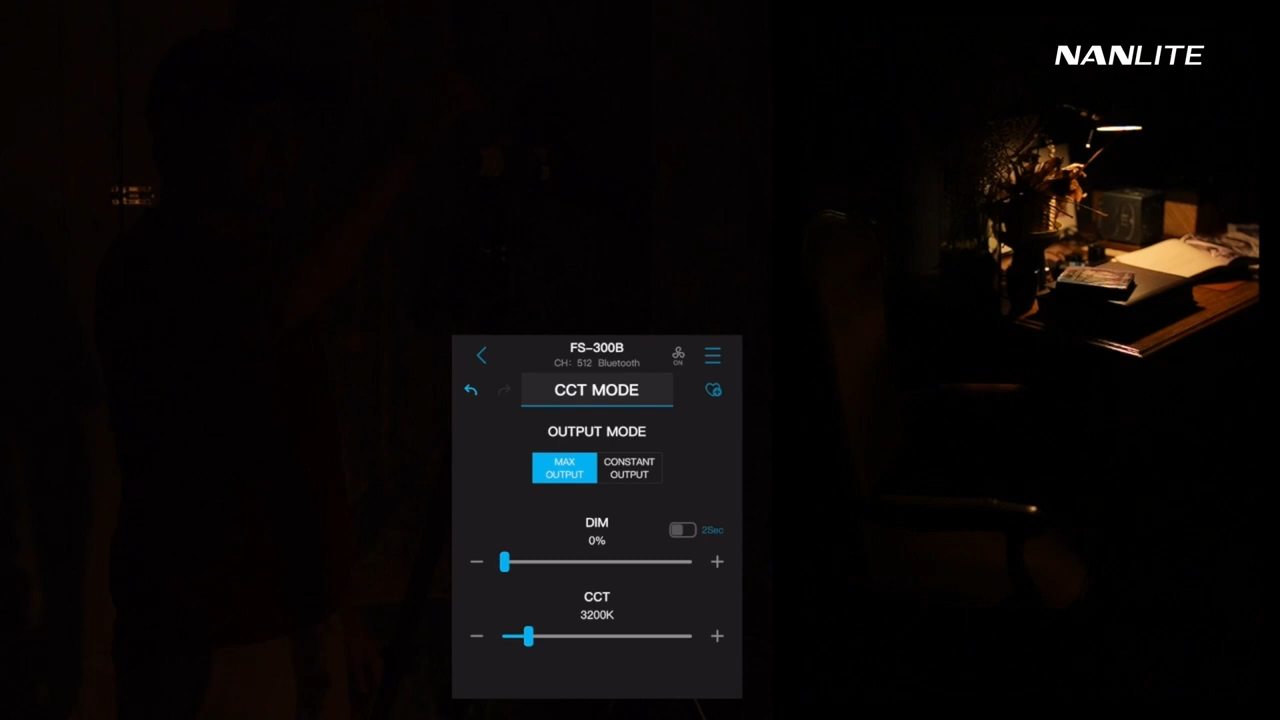 NANLITE
FS-300B
CH: 512 Bluetooth
ON
CCT MODE
OUTPUT MODE
MAX OUTPUT
CONSTANT OUTPUT
DIM
2Sec
0%
CCT
3200K